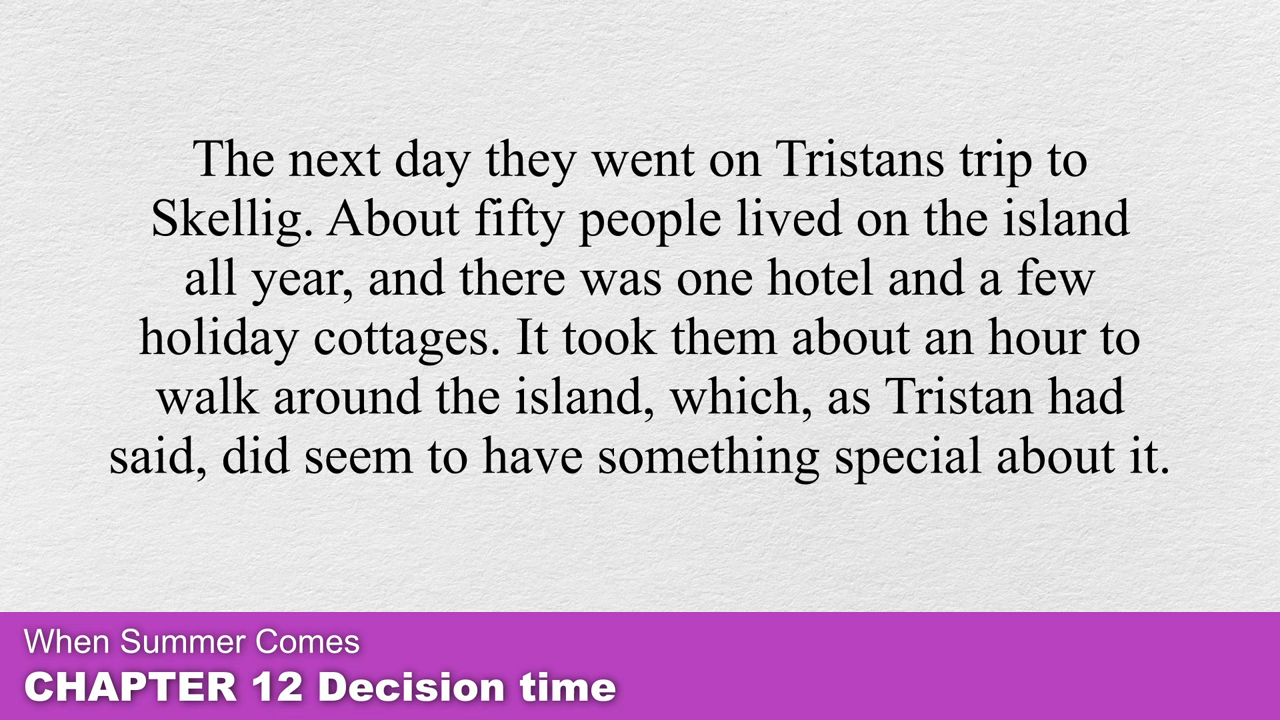 The next day they went on Tristans trip to
Skellig. About fifty people lived on the island
all year, and there was one hotel and a few
holiday cottages. It took them about an hour to
walk around the island, which, as Tristan had
said, did seem to have something special about it.
When Summer Comes
CHAPTER 12 Decision time